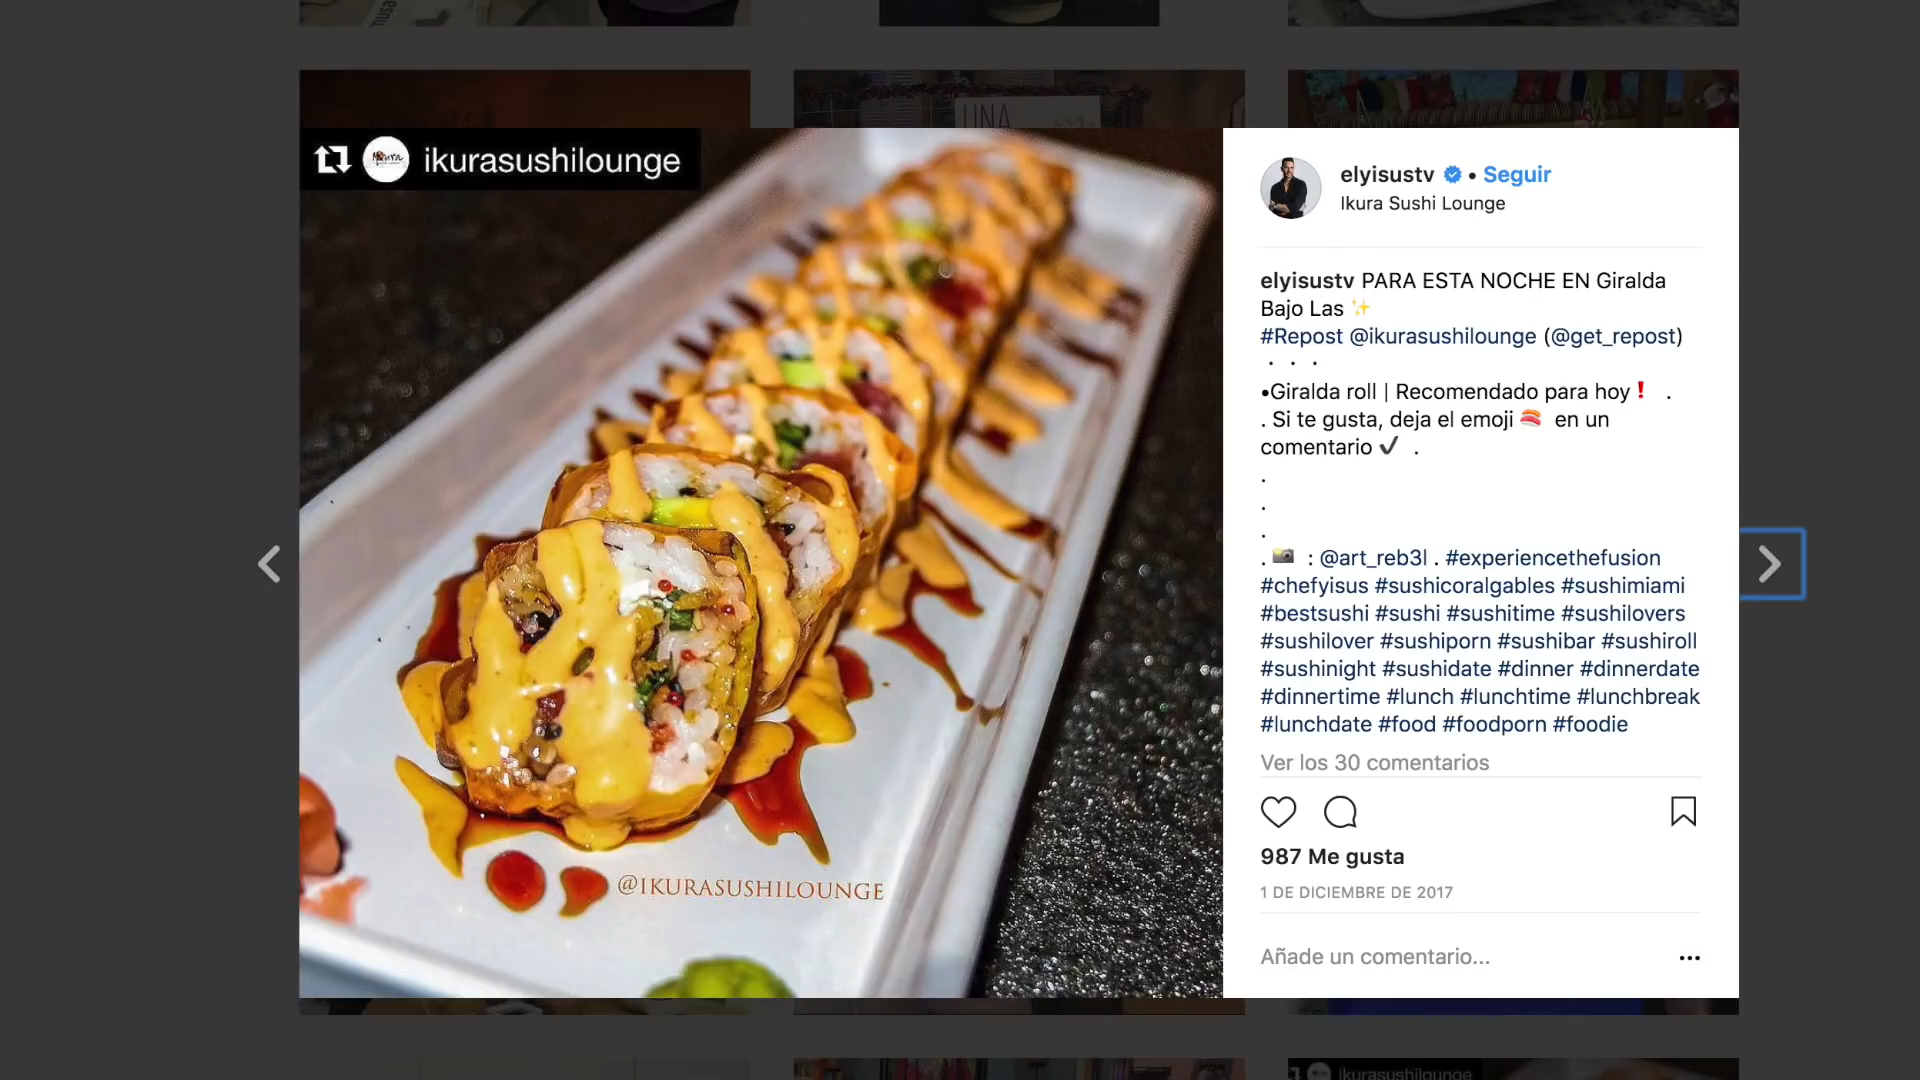 UNA
ikurasushilounge
@IKURASUSHILOUNGE
elyisustv • Seguir
Ikura Sushi Lounge
elyisustv PARA ESTA NOCHE EN Giralda
Bajo Las ✨
#Repost @ikurasushilounge (@get_repost)
・・・
•Giralda roll | Recomendado para hoy❗ .
. Si te gusta, deja el emoji 🍣 en un
comentario ✔ .
.
.
.
. 📸 : @art_reb3l . #experiencethefusion
#chefyisus #sushicoralgables #sushimiami
#bestsushi #sushi #sushitime #sushilovers
#sushilover #sushiporn #sushibar #sushiroll
#sushinight #sushidate #dinner #dinnerdate
#dinnertime #lunch #lunchtime #lunchbreak
#lunchdate #food #foodporn #foodie
Ver los 30 comentarios
987 Me gusta
1 DE DICIEMBRE DE 2017
Añade un comentario...
ikurasushilounge